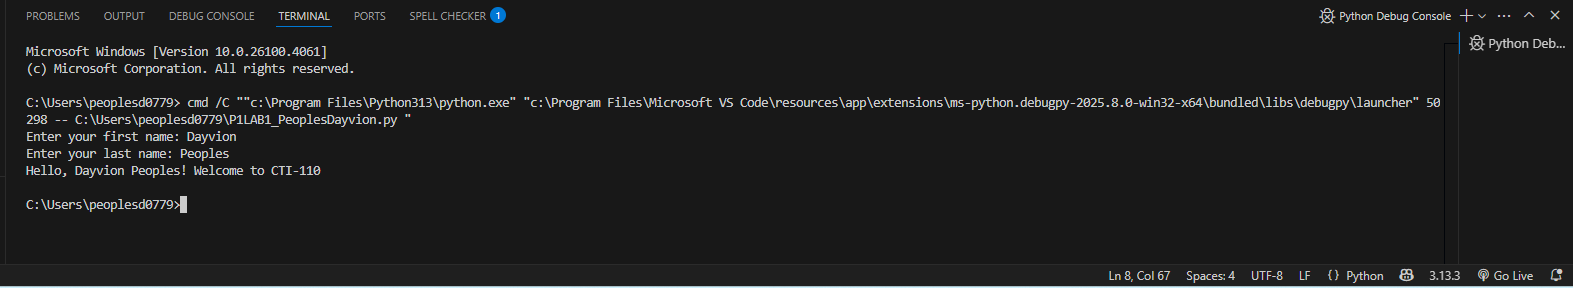 PROBLEMS OUTPUT DEBUG CONSOLE TERMINAL PORTS SPELL CHECKER 1 Python Debug Console
Python Deb...
Microsoft Windows [Version 10.0.26100.4061]
(c) Microsoft Corporation. All rights reserved.
C:\Users\peoplesd0779> cmd /C ""c:\Program Files\Python313\python.exe" "c:\Program Files\Microsoft VS Code\resources\app\extensions\ms-python.debugpy-2025.8.0-win32-x64\bundled\libs\debugpy\launcher" 50
298 -- C:\Users\peoplesd0779\P1LAB1_PeoplesDayvion.py "
Enter your first name: Dayvion
Enter your last name: Peoples
Hello, Dayvion Peoples! Welcome to CTI-110
C:\Users\peoplesd0779>
Ln 8, Col 67 Spaces: 4 UTF-8 LF {} Python 3.13.3 Go Live